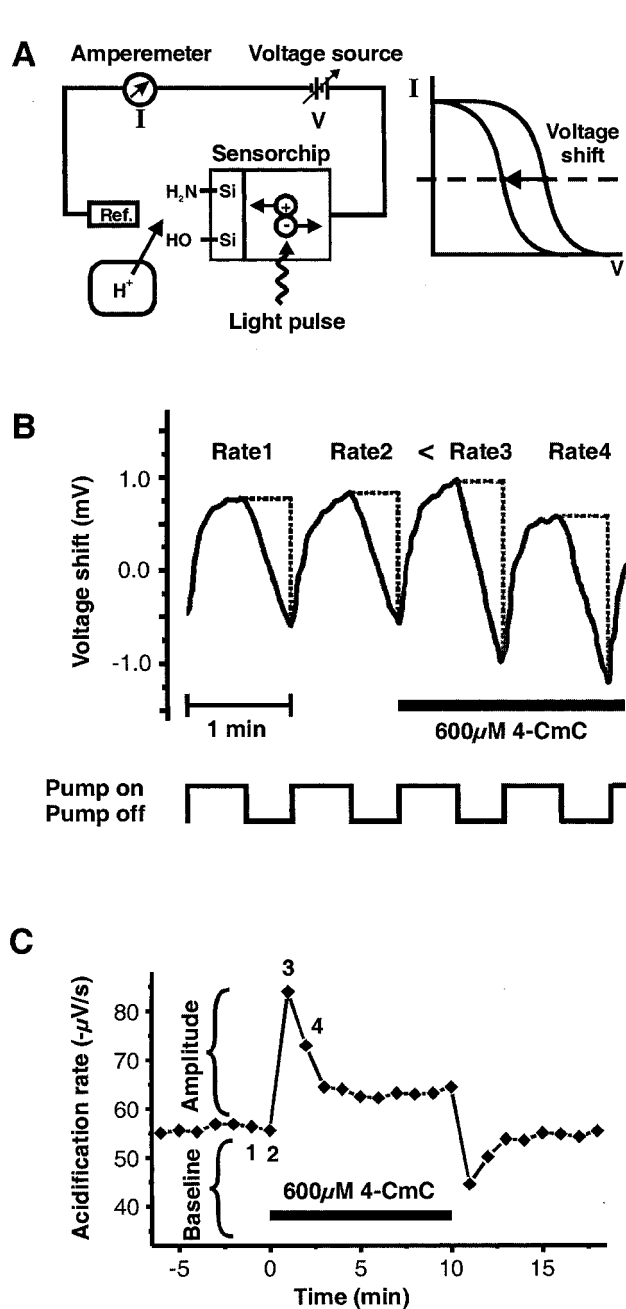 A
Amperemeter
Voltage source
I
V
Sensorchip
H₂N
Si
Ref.
HO
Si
H⁺
Light pulse
I
Voltage
shift
V
B
Rate1 Rate2 < Rate3 Rate4
Voltage shift (mV)
1.0
0.0
-1.0
1 min
600µM 4-CmC
Pump on
Pump off
C
Acidification rate (-µV/s)
80
70
60
50
40
Amplitude
Baseline
3
4
1 2
600µM 4-CmC
-5 0 5 10 15
Time (min)